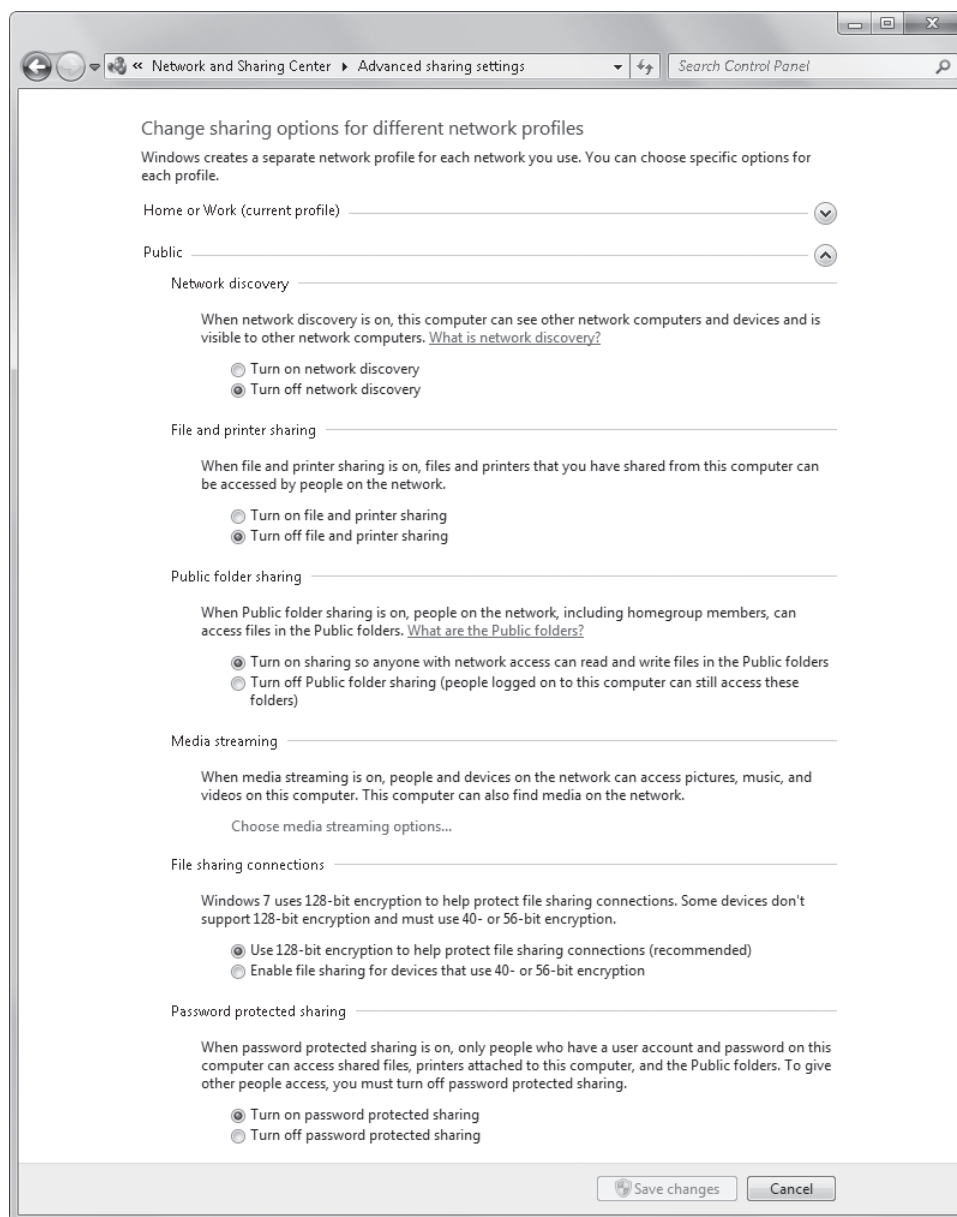 « Network and Sharing Center ▸ Advanced sharing settings
Search Control Panel
Change sharing options for different network profiles
Windows creates a separate network profile for each network you use. You can choose specific options for
each profile.
Home or Work (current profile)
Public
Network discovery
When network discovery is on, this computer can see other network computers and devices and is
visible to other network computers. What is network discovery?
Turn on network discovery
Turn off network discovery
File and printer sharing
When file and printer sharing is on, files and printers that you have shared from this computer can
be accessed by people on the network.
Turn on file and printer sharing
Turn off file and printer sharing
Public folder sharing
When Public folder sharing is on, people on the network, including homegroup members, can
access files in the Public folders. What are the Public folders?
Turn on sharing so anyone with network access can read and write files in the Public folders
Turn off Public folder sharing (people logged on to this computer can still access these
folders)
Media streaming
When media streaming is on, people and devices on the network can access pictures, music, and
videos on this computer. This computer can also find media on the network.
Choose media streaming options...
File sharing connections
Windows 7 uses 128-bit encryption to help protect file sharing connections. Some devices don't
support 128-bit encryption and must use 40- or 56-bit encryption.
Use 128-bit encryption to help protect file sharing connections (recommended)
Enable file sharing for devices that use 40- or 56-bit encryption
Password protected sharing
When password protected sharing is on, only people who have a user account and password on this
computer can access shared files, printers attached to this computer, and the Public folders. To give
other people access, you must turn off password protected sharing.
Turn on password protected sharing
Turn off password protected sharing
Save changes
Cancel